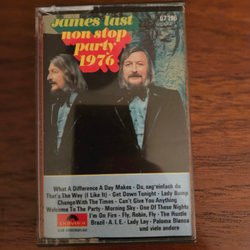 james last
non stop
party
1976
What A Difference A Day Makes - Du, sag'einfach du
That's The Way (I Like It) - Get Down Tonight - Lady Bump
Change With The Times - Can't Give You Anything
Welcome To The Party - Morning Sky - One Of These Nights
I'm On Fire - Fly, Robin, Fly - The Hustle
Brazil - A. I. E. - Lady Lay - Paloma Blanca
und viele andere